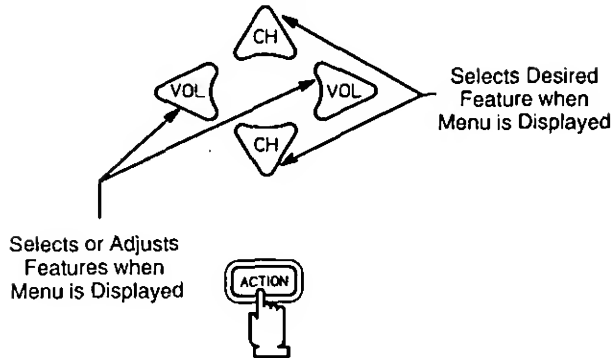 CH
VOL
VOL
CH
Selects Desired
Feature when
Menu is Displayed
Selects or Adjusts
Features when
Menu is Displayed
ACTION